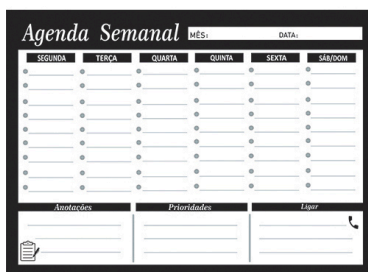 Agenda Semanal MÊS: DATA:
SEGUNDA TERÇA QUARTA QUINTA SEXTA SÁB/DOM
Anotações Prioridades Ligar